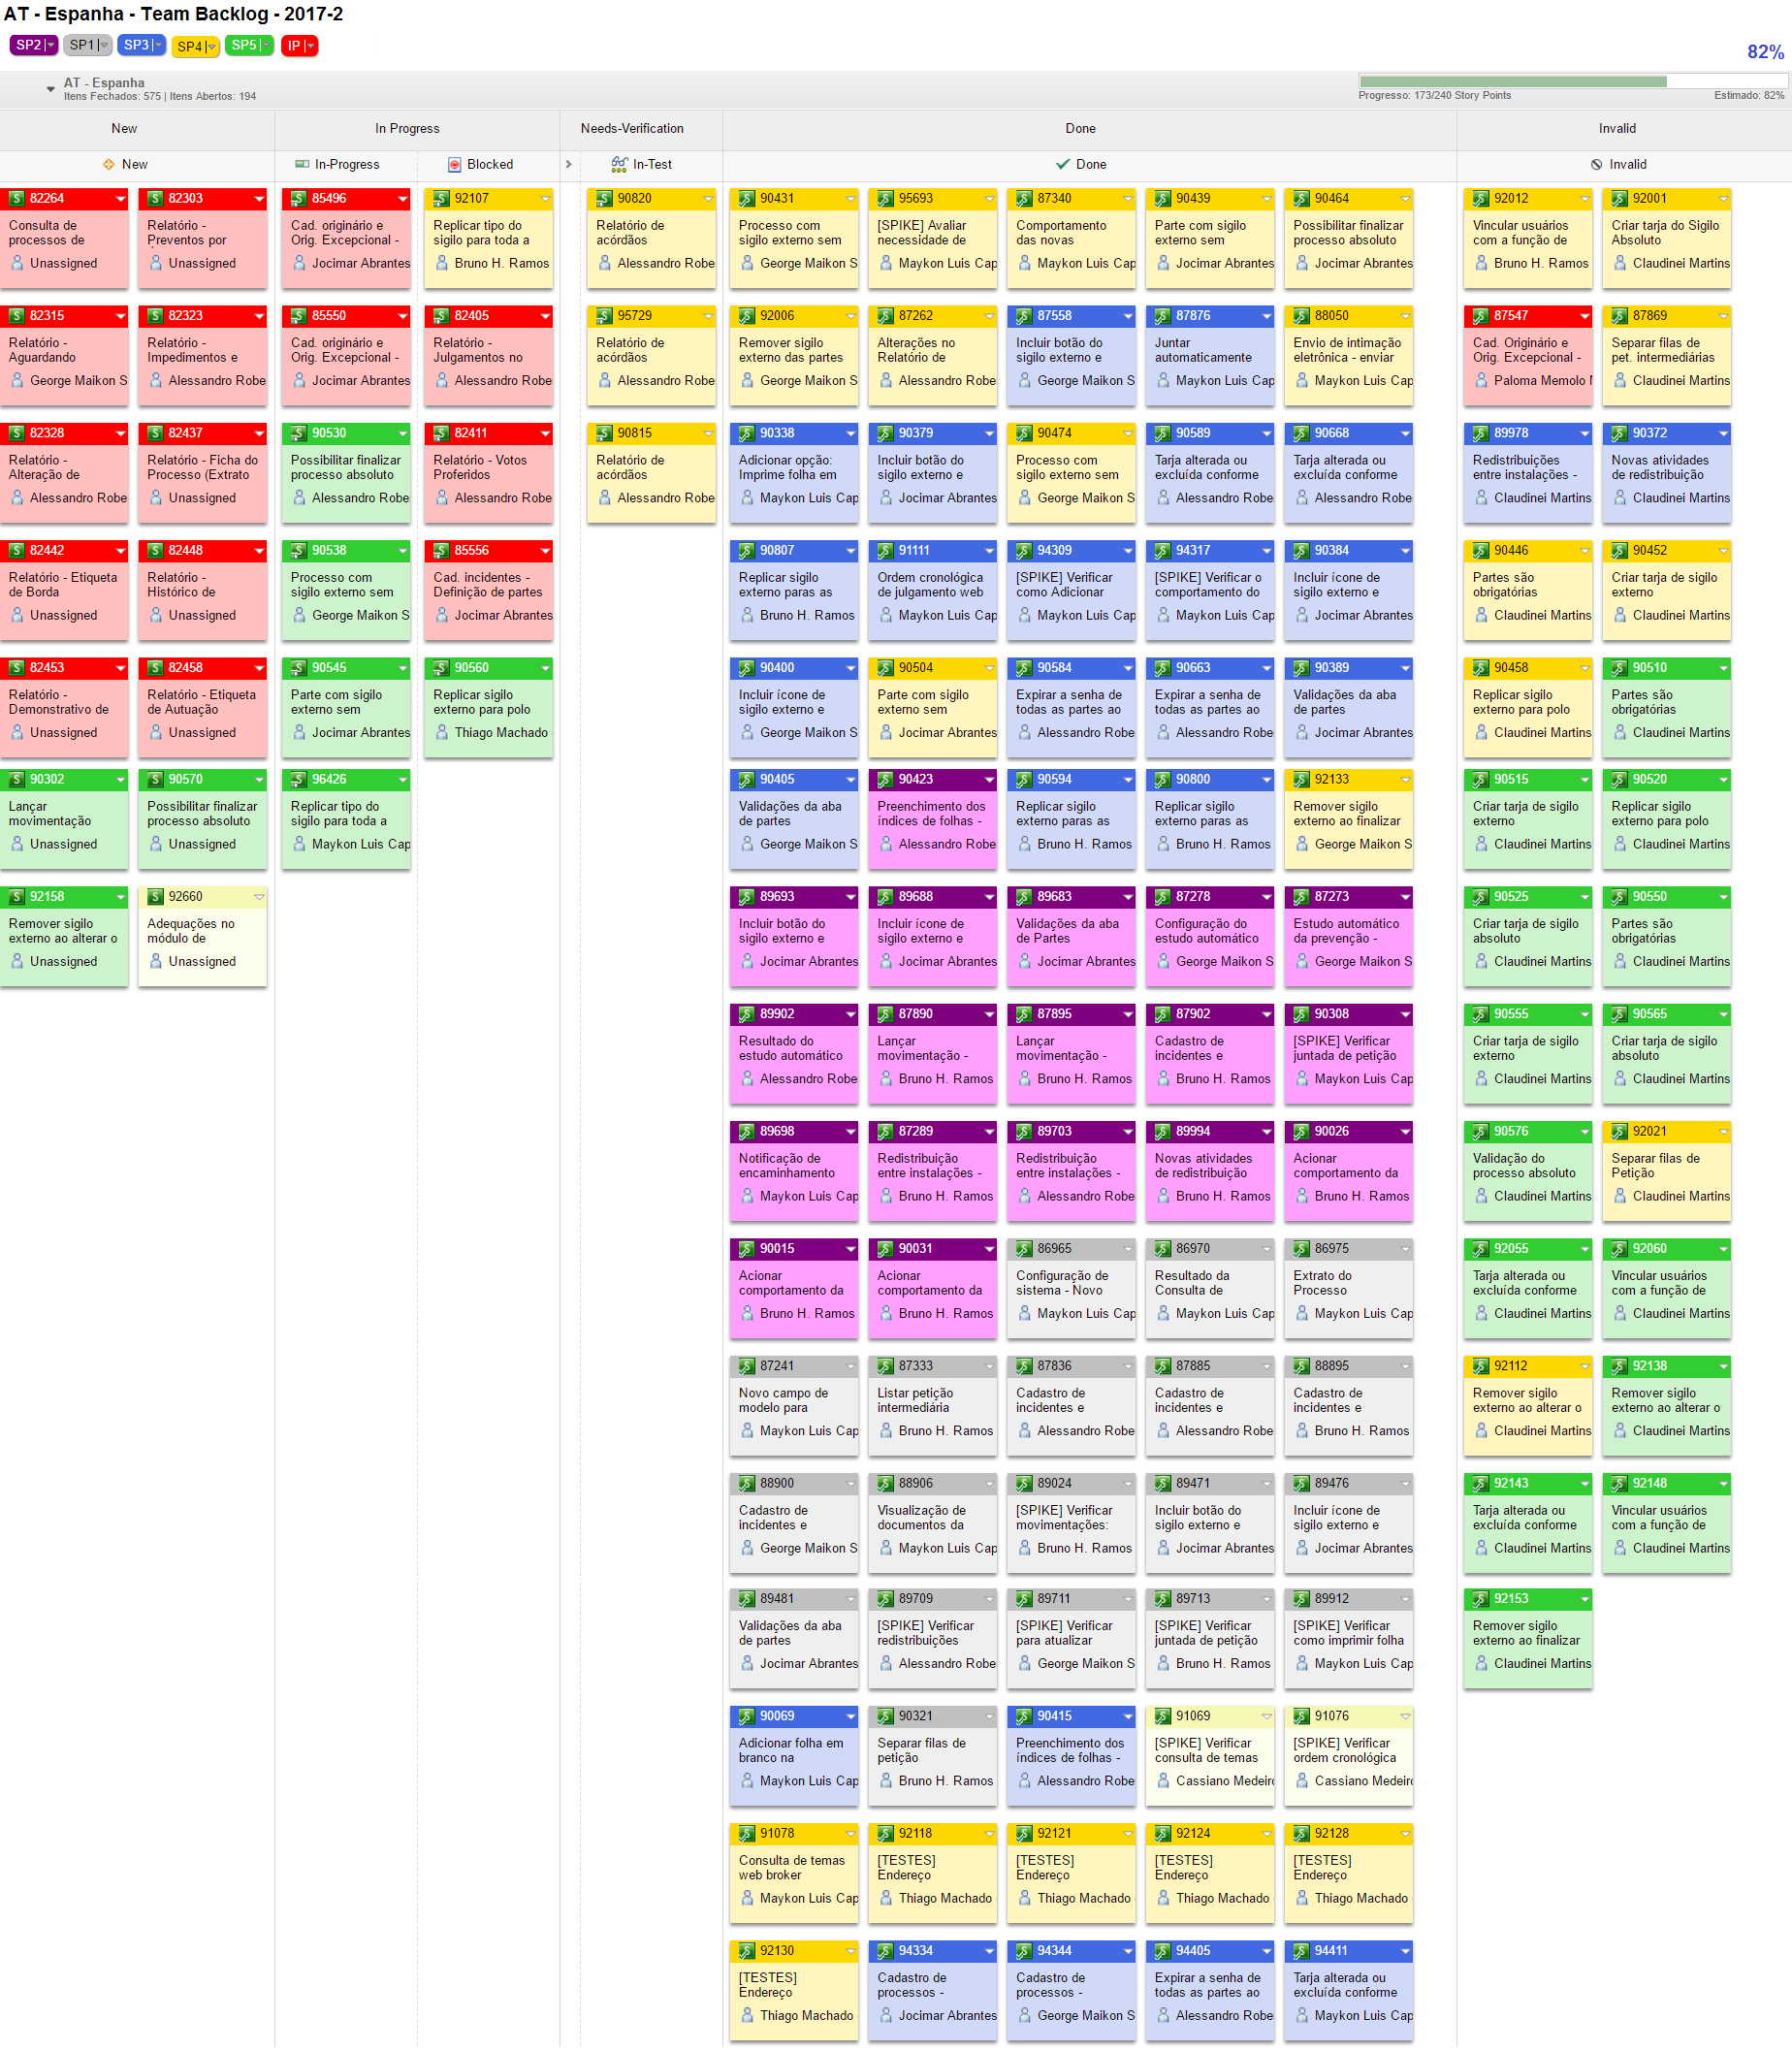 AT - Espanha - Team Backlog - 2017-2
SP2
SP1
SP3
SP4
SP5
IP
82%
AT - Espanha
Itens Fechados: 575 | Itens Abertos: 194
Progresso: 173/240 Story Points
Estimado: 82%
New
In Progress
Needs-Verification
Done
Invalid
New
In-Progress
Blocked
In-Test
Done
Invalid
82264
Consulta de
processos de
Unassigned
82303
Relatório -
Preventos por
Unassigned
85496
Cad. originário e
Orig. Excepcional -
Jocimar Abrantes
92107
Replicar tipo do
sigilo para toda a
Bruno H. Ramos
90820
Relatório de
acórdãos
Alessandro Robe
90431
Processo com
sigilo externo sem
George Maikon S
95693
[SPIKE] Avaliar
necessidade de
Maykon Luis Cap
87340
Comportamento
das novas
Maykon Luis Cap
90439
Parte com sigilo
externo sem
Jocimar Abrantes
90464
Possibilitar finalizar
processo absoluto
Jocimar Abrantes
92012
Vincular usuários
com a função de
Bruno H. Ramos
92001
Criar tarja do Sigilo
Absoluto
Claudinei Martins
82315
Relatório -
Aguardando
George Maikon S
82323
Relatório -
Impedimentos e
Alessandro Robe
85550
Cad. originário e
Orig. Excepcional -
Jocimar Abrantes
82405
Relatório -
Julgamentos no
Alessandro Robe
95729
Relatório de
acórdãos
Alessandro Robe
92006
Remover sigilo
externo das partes
George Maikon S
87262
Alterações no
Relatório de
Alessandro Robe
87558
Incluir botão do
sigilo externo e
George Maikon S
87876
Juntar
automaticamente
Maykon Luis Cap
88050
Envio de intimação
eletrônica - enviar
Maykon Luis Cap
87547
Cad. Originário e
Orig. Excepcional -
Paloma Memolo
87869
Separar filas de
pet. intermediárias
Claudinei Martins
82328
Relatório -
Alteração de
Alessandro Robe
82437
Relatório - Ficha do
Processo (Extrato
Unassigned
90530
Possibilitar finalizar
processo absoluto
Alessandro Robe
82411
Relatório - Votos
Proferidos
Alessandro Robe
90815
Relatório de
acórdãos
Alessandro Robe
90338
Adicionar opção:
Imprime folha em
Maykon Luis Cap
90379
Incluir botão do
sigilo externo e
Jocimar Abrantes
90474
Processo com
sigilo externo sem
George Maikon S
90589
Tarja alterada ou
excluída conforme
Alessandro Robe
90668
Tarja alterada ou
excluída conforme
Alessandro Robe
89978
Redistribuições
entre instalações -
Claudinei Martins
90372
Novas atividades
de redistribuição
Claudinei Martins
82442
Relatório - Etiqueta
de Borda
Unassigned
82448
Relatório -
Histórico de
Unassigned
90538
Processo com
sigilo externo sem
George Maikon S
85556
Cad. incidentes -
Definição de partes
Jocimar Abrantes
90807
Replicar sigilo
externo paras as
Bruno H. Ramos
91111
Ordem cronológica
de julgamento web
Maykon Luis Cap
94309
[SPIKE] Verificar
como Adicionar
Maykon Luis Cap
94317
[SPIKE] Verificar o
comportamento do
Maykon Luis Cap
90384
Incluir ícone de
sigilo externo e
Jocimar Abrantes
90446
Partes são
obrigatórias
Claudinei Martins
90452
Criar tarja de sigilo
externo
Claudinei Martins
82453
Relatório -
Demonstrativo de
Unassigned
82458
Relatório - Etiqueta
de Autuação
Unassigned
90545
Parte com sigilo
externo sem
Jocimar Abrantes
90560
Replicar sigilo
externo para polo
Thiago Machado
90400
Incluir ícone de
sigilo externo e
George Maikon S
90504
Parte com sigilo
externo sem
Jocimar Abrantes
90584
Expirar a senha de
todas as partes ao
Alessandro Robe
90663
Expirar a senha de
todas as partes ao
Alessandro Robe
90389
Validações da aba
de partes
Jocimar Abrantes
90458
Replicar sigilo
externo para polo
Claudinei Martins
90510
Partes são
obrigatórias
Claudinei Martins
90302
Lançar
movimentação
Unassigned
90570
Possibilitar finalizar
processo absoluto
Unassigned
96426
Replicar tipo do
sigilo para toda a
Maykon Luis Cap
90405
Validações da aba
de partes
George Maikon S
90423
Preenchimento dos
índices de folhas -
Alessandro Robe
90594
Replicar sigilo
externo paras as
Bruno H. Ramos
90800
Replicar sigilo
externo paras as
Bruno H. Ramos
92133
Remover sigilo
externo ao finalizar
George Maikon S
90515
Criar tarja de sigilo
externo
Claudinei Martins
90520
Replicar sigilo
externo para polo
Claudinei Martins
92158
Remover sigilo
externo ao alterar o
Unassigned
92660
Adequações no
módulo de
Unassigned
89693
Incluir botão do
sigilo externo e
Jocimar Abrantes
89688
Incluir ícone de
sigilo externo e
Jocimar Abrantes
89683
Validações da aba
de Partes
Jocimar Abrantes
87278
Configuração do
estudo automático
George Maikon S
87273
Estudo automático
da prevenção -
George Maikon S
90525
Criar tarja de sigilo
absoluto
Claudinei Martins
90550
Partes são
obrigatórias
Claudinei Martins
89902
Resultado do
estudo automático
Alessandro Robe
87890
Lançar
movimentação -
Bruno H. Ramos
87895
Lançar
movimentação -
Bruno H. Ramos
87902
Cadastro de
incidentes e
Bruno H. Ramos
90308
[SPIKE] Verificar
juntada de petição
Maykon Luis Cap
90555
Criar tarja de sigilo
externo
Claudinei Martins
90565
Criar tarja de sigilo
absoluto
Claudinei Martins
89698
Notificação de
encaminhamento
Maykon Luis Cap
87289
Redistribuição
entre instalações -
Bruno H. Ramos
89703
Redistribuição
entre instalações -
Alessandro Robe
89994
Novas atividades
de redistribuição
Bruno H. Ramos
90026
Acionar
comportamento da
Bruno H. Ramos
90576
Validação do
processo absoluto
Claudinei Martins
92021
Separar filas de
Petição
Claudinei Martins
90015
Acionar
comportamento da
Bruno H. Ramos
90031
Acionar
comportamento da
Bruno H. Ramos
86965
Configuração de
sistema - Novo
Maykon Luis Cap
86970
Resultado da
Consulta de
Maykon Luis Cap
86975
Extrato do
Processo
Maykon Luis Cap
92055
Tarja alterada ou
excluída conforme
Claudinei Martins
92060
Vincular usuários
com a função de
Claudinei Martins
87241
Novo campo de
modelo para
Maykon Luis Cap
87333
Listar petição
intermediária
Bruno H. Ramos
87836
Cadastro de
incidentes e
Alessandro Robe
87885
Cadastro de
incidentes e
Alessandro Robe
88895
Cadastro de
incidentes e
Bruno H. Ramos
92112
Remover sigilo
externo ao alterar o
Claudinei Martins
92138
Remover sigilo
externo ao alterar o
Claudinei Martins
88900
Cadastro de
incidentes e
George Maikon S
88906
Visualização de
documentos da
Maykon Luis Cap
89024
[SPIKE] Verificar
movimentações:
Bruno H. Ramos
89471
Incluir botão do
sigilo externo e
Jocimar Abrantes
89476
Incluir ícone de
sigilo externo e
Jocimar Abrantes
92143
Tarja alterada ou
excluída conforme
Claudinei Martins
92148
Vincular usuários
com a função de
Claudinei Martins
89481
Validações da aba
de partes
Jocimar Abrantes
89709
[SPIKE] Verificar
redistribuições
Alessandro Robe
89711
[SPIKE] Verificar
para atualizar
George Maikon S
89713
[SPIKE] Verificar
juntada de petição
Bruno H. Ramos
89912
[SPIKE] Verificar
como imprimir folha
Maykon Luis Cap
92153
Remover sigilo
externo ao finalizar
Claudinei Martins
90069
Adicionar folha em
branco na
Maykon Luis Cap
90321
Separar filas de
petição
Bruno H. Ramos
90415
Preenchimento dos
índices de folhas -
Alessandro Robe
91069
[SPIKE] Verificar
consulta de temas
Cassiano Medeiro
91076
[SPIKE] Verificar
ordem cronológica
Cassiano Medeiro
91078
Consulta de temas
web broker
Maykon Luis Cap
92118
[TESTES]
Endereço
Thiago Machado
92121
[TESTES]
Endereço
Thiago Machado
92124
[TESTES]
Endereço
Thiago Machado
92128
[TESTES]
Endereço
Thiago Machado
92130
[TESTES]
Endereço
Thiago Machado
94334
Cadastro de
processos -
Jocimar Abrantes
94344
Cadastro de
processos -
George Maikon S
94405
Expirar a senha de
todas as partes ao
Alessandro Robe
94411
Tarja alterada ou
excluída conforme
Maykon Luis Cap